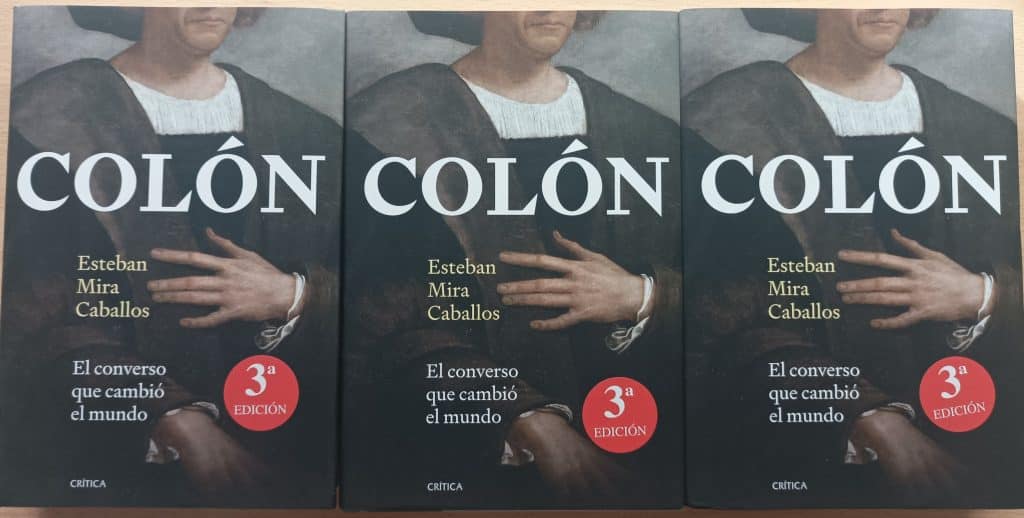 COLÓN
Esteban
Mira
Caballos
El converso
que cambió
el mundo
3ª
EDICIÓN
CRÍTICA
COLÓN
Esteban
Mira
Caballos
El converso
que cambió
el mundo
3ª
EDICIÓN
CRÍTICA
COLÓN
Esteban
Mira
Caballos
El converso
que cambió
el mundo
3ª
EDICIÓN
CRÍTICA